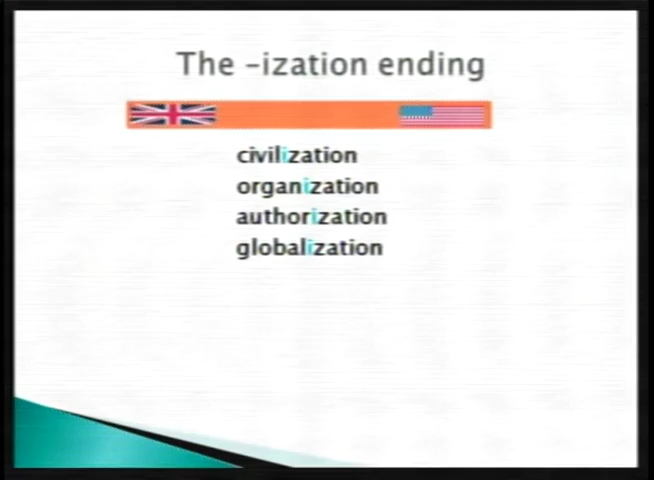 The -ization ending
civilization
organization
authorization
globalization